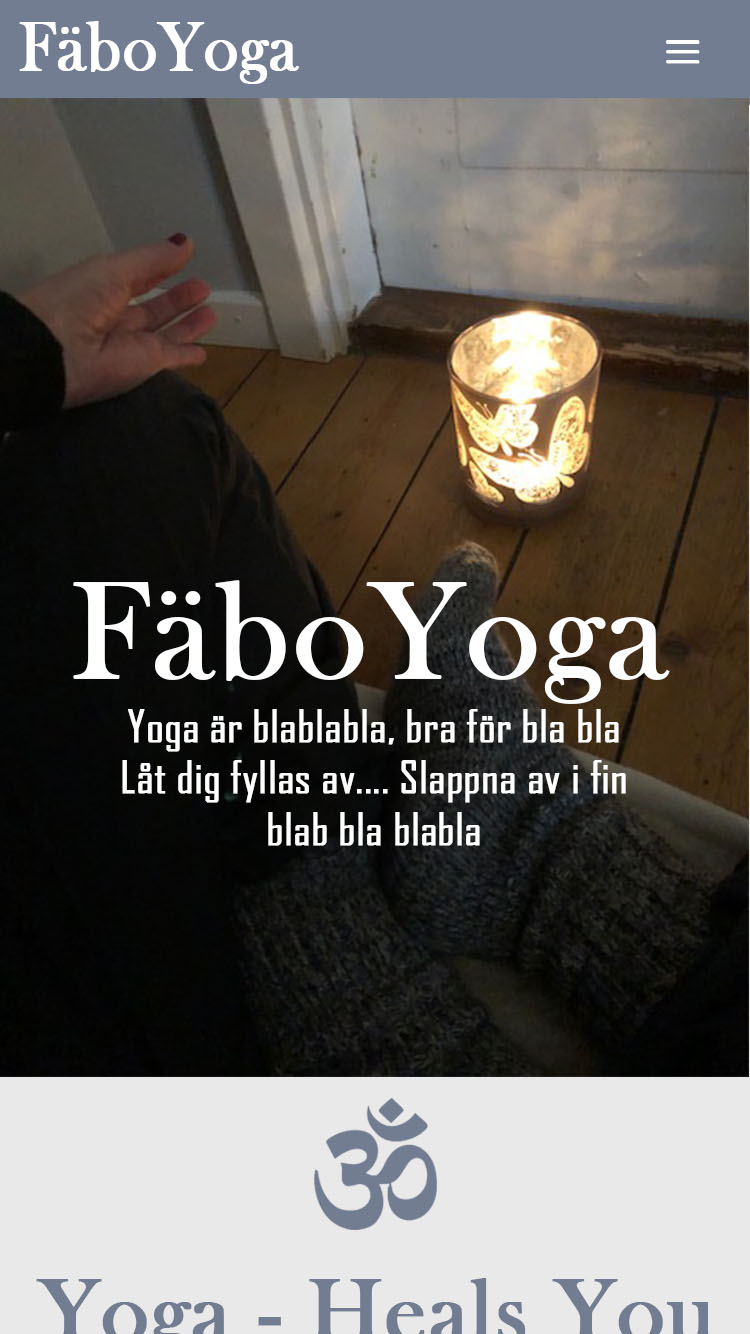 FäboYoga
FäboYoga
Yoga är blablabla, bra för bla bla
Låt dig fyllas av.... Slappna av i fin
blab bla blabla
ॐ
Yoga - Heals You